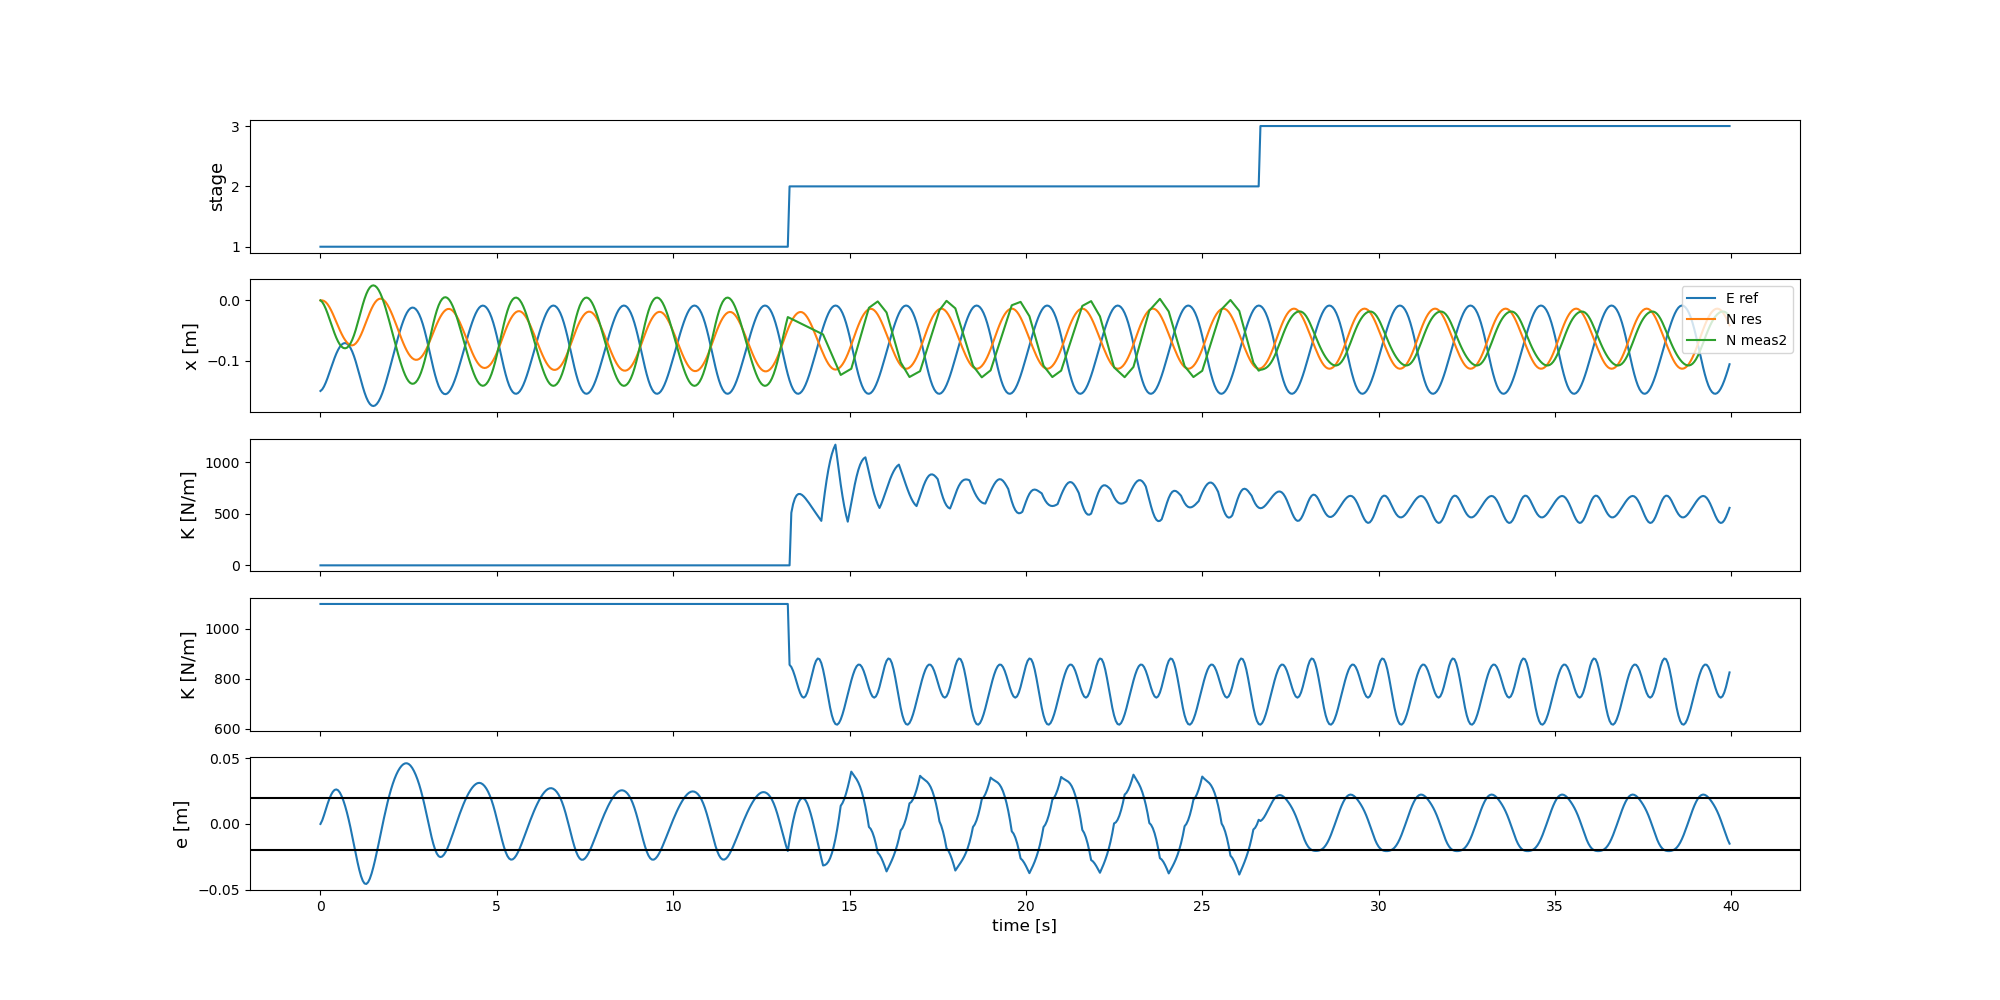 3
2
1
stage
0.0
−0.1
x [m]
E ref
N res
N meas2
1000
500
0
K [N/m]
1000
800
600
K [N/m]
0.05
0.00
−0.05
e [m]
0 5 10 15 20 25 30 35 40
time [s]